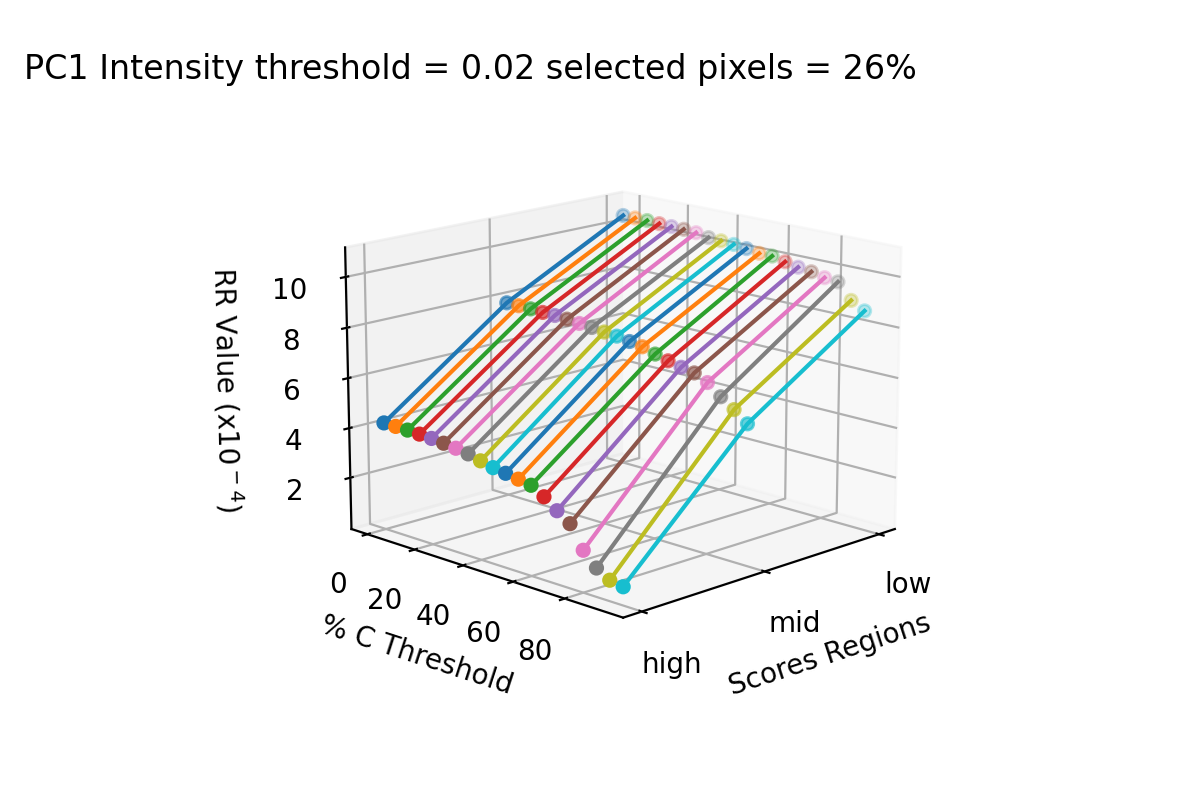 PC1 Intensity threshold = 0.02 selected pixels = 26%
RR Value (x10⁻⁴)
10
8
6
4
2
0
20
40
60
80
% C Threshold
high
mid
low
Scores Regions